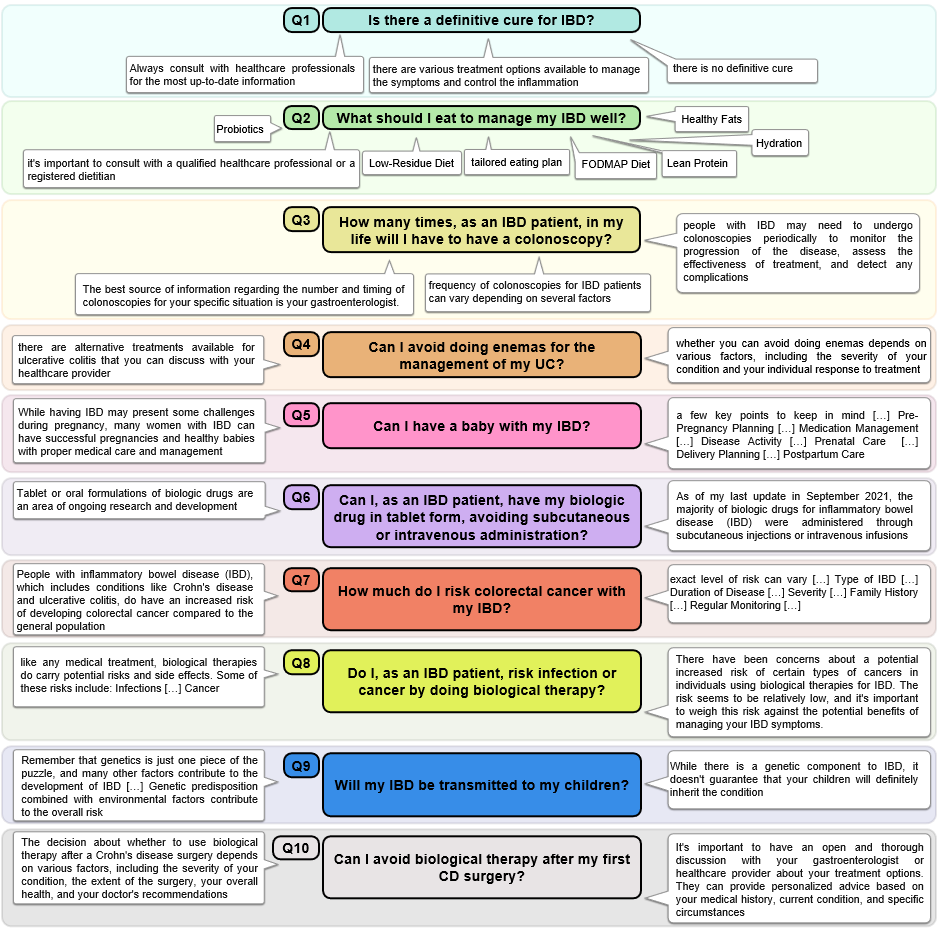 Q1
Is there a definitive cure for IBD?
Always consult with healthcare professionals
for the most up-to-date information
there are various treatment options available to manage
the symptoms and control the inflammation
there is no definitive cure
Q2
What should I eat to manage my IBD well?
Healthy Fats
Probiotics
Hydration
it's important to consult with a qualified healthcare professional or a
registered dietitian
Low-Residue Diet
tailored eating plan
FODMAP Diet
Lean Protein
Q3
How many times, as an IBD patient, in my
life will I have to have a colonoscopy?
people with IBD may need to undergo
colonoscopies periodically to monitor the
progression of the disease, assess the
effectiveness of treatment, and detect any
complications
The best source of information regarding the number and timing of
colonoscopies for your specific situation is your gastroenterologist.
frequency of colonoscopies for IBD patients
can vary depending on several factors
Q4
Can I avoid doing enemas for the
management of my UC?
there are alternative treatments available for
ulcerative colitis that you can discuss with your
healthcare provider
whether you can avoid doing enemas depends on
various factors, including the severity of your
condition and your individual response to treatment
Q5
Can I have a baby with my IBD?
While having IBD may present some challenges
during pregnancy, many women with IBD can
have successful pregnancies and healthy babies
with proper medical care and management
a few key points to keep in mind [...] Pre-
Pregnancy Planning [...] Medication Management
[...] Disease Activity [...] Prenatal Care [...]
Delivery Planning [...] Postpartum Care
Q6
Can I, as an IBD patient, have my biologic
drug in tablet form, avoiding subcutaneous
or intravenous administration?
Tablet or oral formulations of biologic drugs are
an area of ongoing research and development
As of my last update in September 2021, the
majority of biologic drugs for inflammatory bowel
disease (IBD) were administered through
subcutaneous injections or intravenous infusions
Q7
How much do I risk colorectal cancer with
my IBD?
People with inflammatory bowel disease (IBD),
which includes conditions like Crohn's disease
and ulcerative colitis, do have an increased risk
of developing colorectal cancer compared to the
general population
exact level of risk can vary [...] Type of IBD [...]
Duration of Disease [...] Severity [...] Family History
[...] Regular Monitoring [...]
Q8
Do I, as an IBD patient, risk infection or
cancer by doing biological therapy?
like any medical treatment, biological therapies
do carry potential risks and side effects. Some of
these risks include: Infections [...] Cancer
There have been concerns about a potential
increased risk of certain types of cancers in
individuals using biological therapies for IBD. The
risk seems to be relatively low, and it's important
to weigh this risk against the potential benefits of
managing your IBD symptoms.
Q9
Will my IBD be transmitted to my children?
Remember that genetics is just one piece of the
puzzle, and many other factors contribute to the
development of IBD [...] Genetic predisposition
combined with environmental factors contribute
to the overall risk
While there is a genetic component to IBD, it
doesn't guarantee that your children will definitely
inherit the condition
Q10
Can I avoid biological therapy after my first
CD surgery?
The decision about whether to use biological
therapy after a Crohn's disease surgery depends
on various factors, including the severity of your
condition, the extent of the surgery, your overall
health, and your doctor's recommendations
It's important to have an open and thorough
discussion with your gastroenterologist or
healthcare provider about your treatment options.
They can provide personalized advice based on
your medical history, current condition, and specific
circumstances